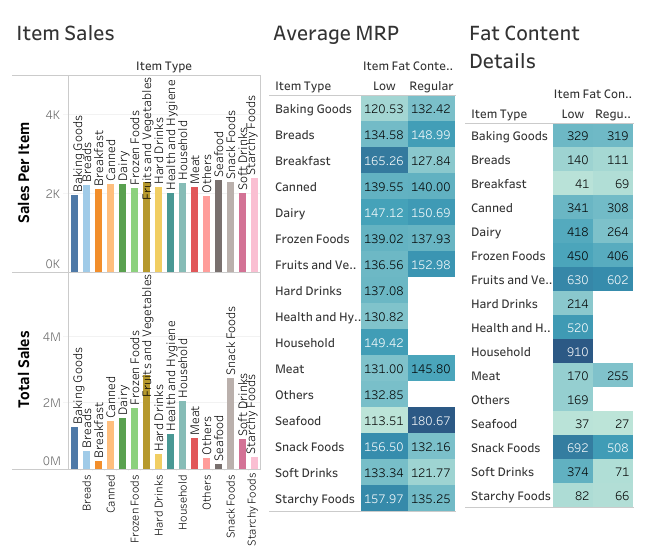 Item Sales
Item Type
Sales Per Item
4K
2K
0K
Baking Goods
Breads
Breakfast
Canned
Dairy
Frozen Foods
Fruits and Vegetables
Hard Drinks
Health and Hygiene
Household
Meat
Others
Seafood
Snack Foods
Soft Drinks
Starchy Foods
Total Sales
4M
2M
0M
Baking Goods
Breads
Breakfast
Canned
Dairy
Frozen Foods
Fruits and Vegetables
Hard Drinks
Health and Hygiene
Household
Meat
Others
Seafood
Snack Foods
Soft Drinks
Starchy Foods
Breads
Canned
Frozen Foods
Hard Drinks
Household
Others
Snack Foods
Starchy Foods
Average MRP
Item Fat Conte..
Item Type Low Regular
Baking Goods 120.53 132.42
Breads 134.58 148.99
Breakfast 165.26 127.84
Canned 139.55 140.00
Dairy 147.12 150.69
Frozen Foods 139.02 137.93
Fruits and Ve.. 136.56 152.98
Hard Drinks 137.08
Health and Hy.. 130.82
Household 149.42
Meat 131.00 145.80
Others 132.85
Seafood 113.51 180.67
Snack Foods 156.50 132.16
Soft Drinks 133.34 121.77
Starchy Foods 157.97 135.25
Fat Content
Details
Item Fat Con..
Item Type Low Regu..
Baking Goods 329 319
Breads 140 111
Breakfast 41 69
Canned 341 308
Dairy 418 264
Frozen Foods 450 406
Fruits and Ve.. 630 602
Hard Drinks 214
Health and H.. 520
Household 910
Meat 170 255
Others 169
Seafood 37 27
Snack Foods 692 508
Soft Drinks 374 71
Starchy Foods 82 66